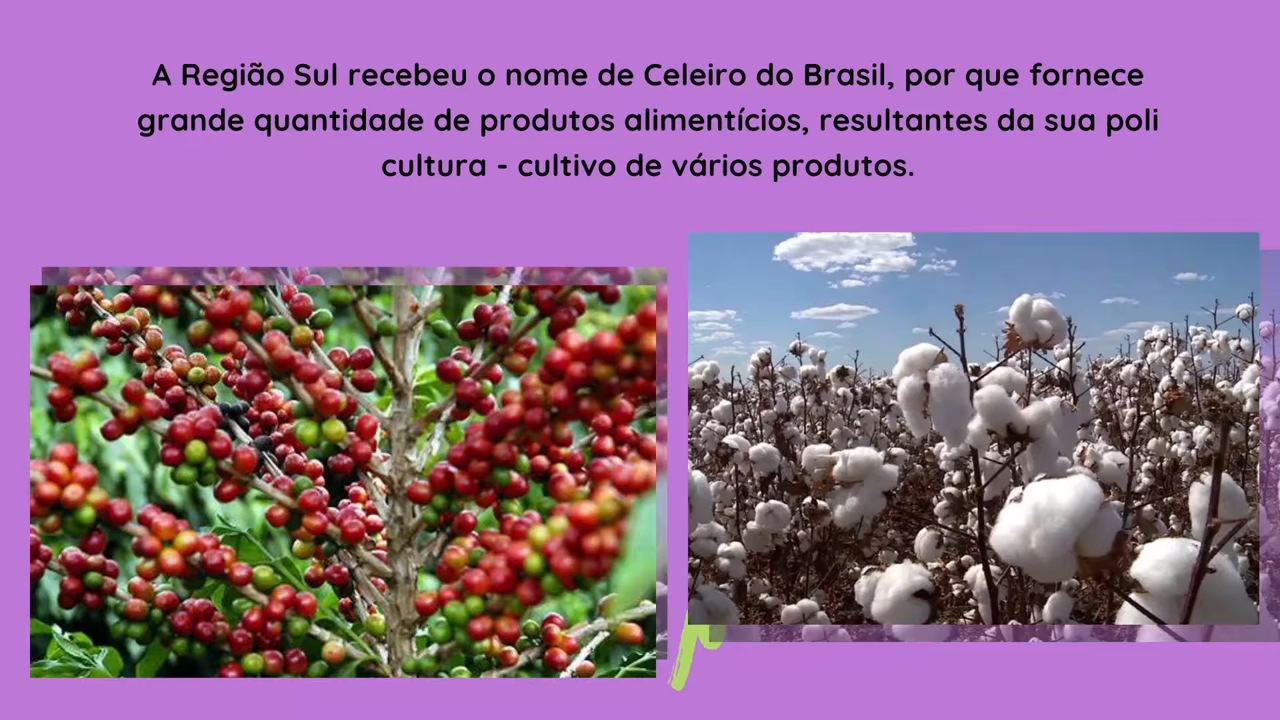 A Região Sul recebeu o nome de Celeiro do Brasil, por que fornece
grande quantidade de produtos alimentícios, resultantes da sua poli
cultura - cultivo de vários produtos.